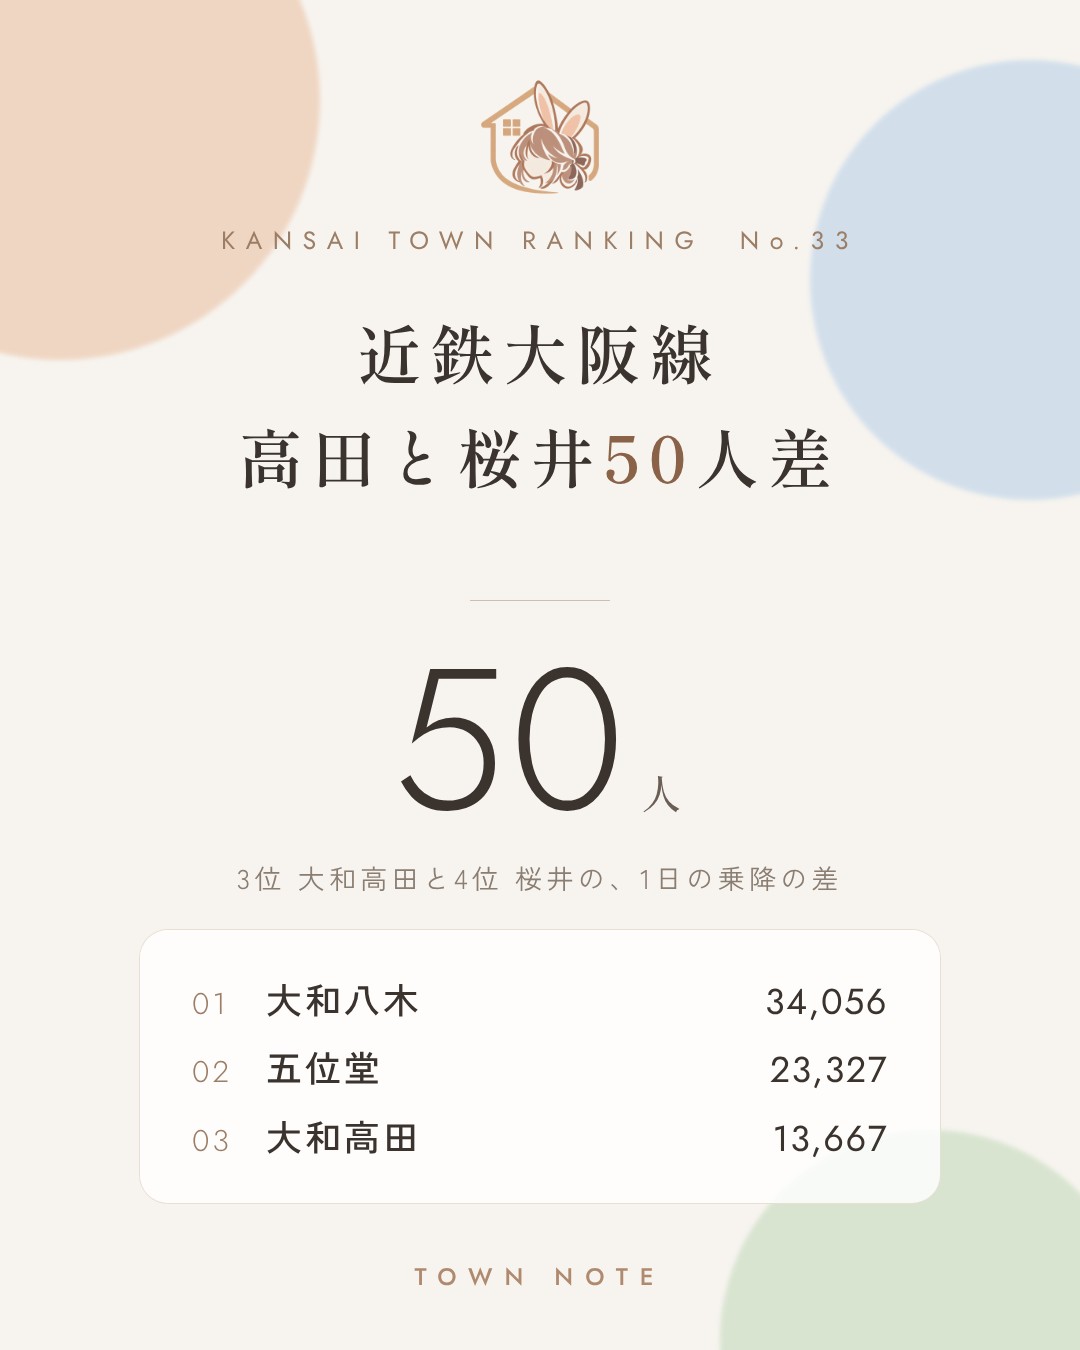 KANSAI TOWN RANKING No.33
近鉄大阪線
高田と桜井50人差
50人
3位 大和高田と4位 桜井の、1日の乗降の差
01 大和八木 34,056
02 五位堂 23,327
03 大和高田 13,667
TOWN NOTE